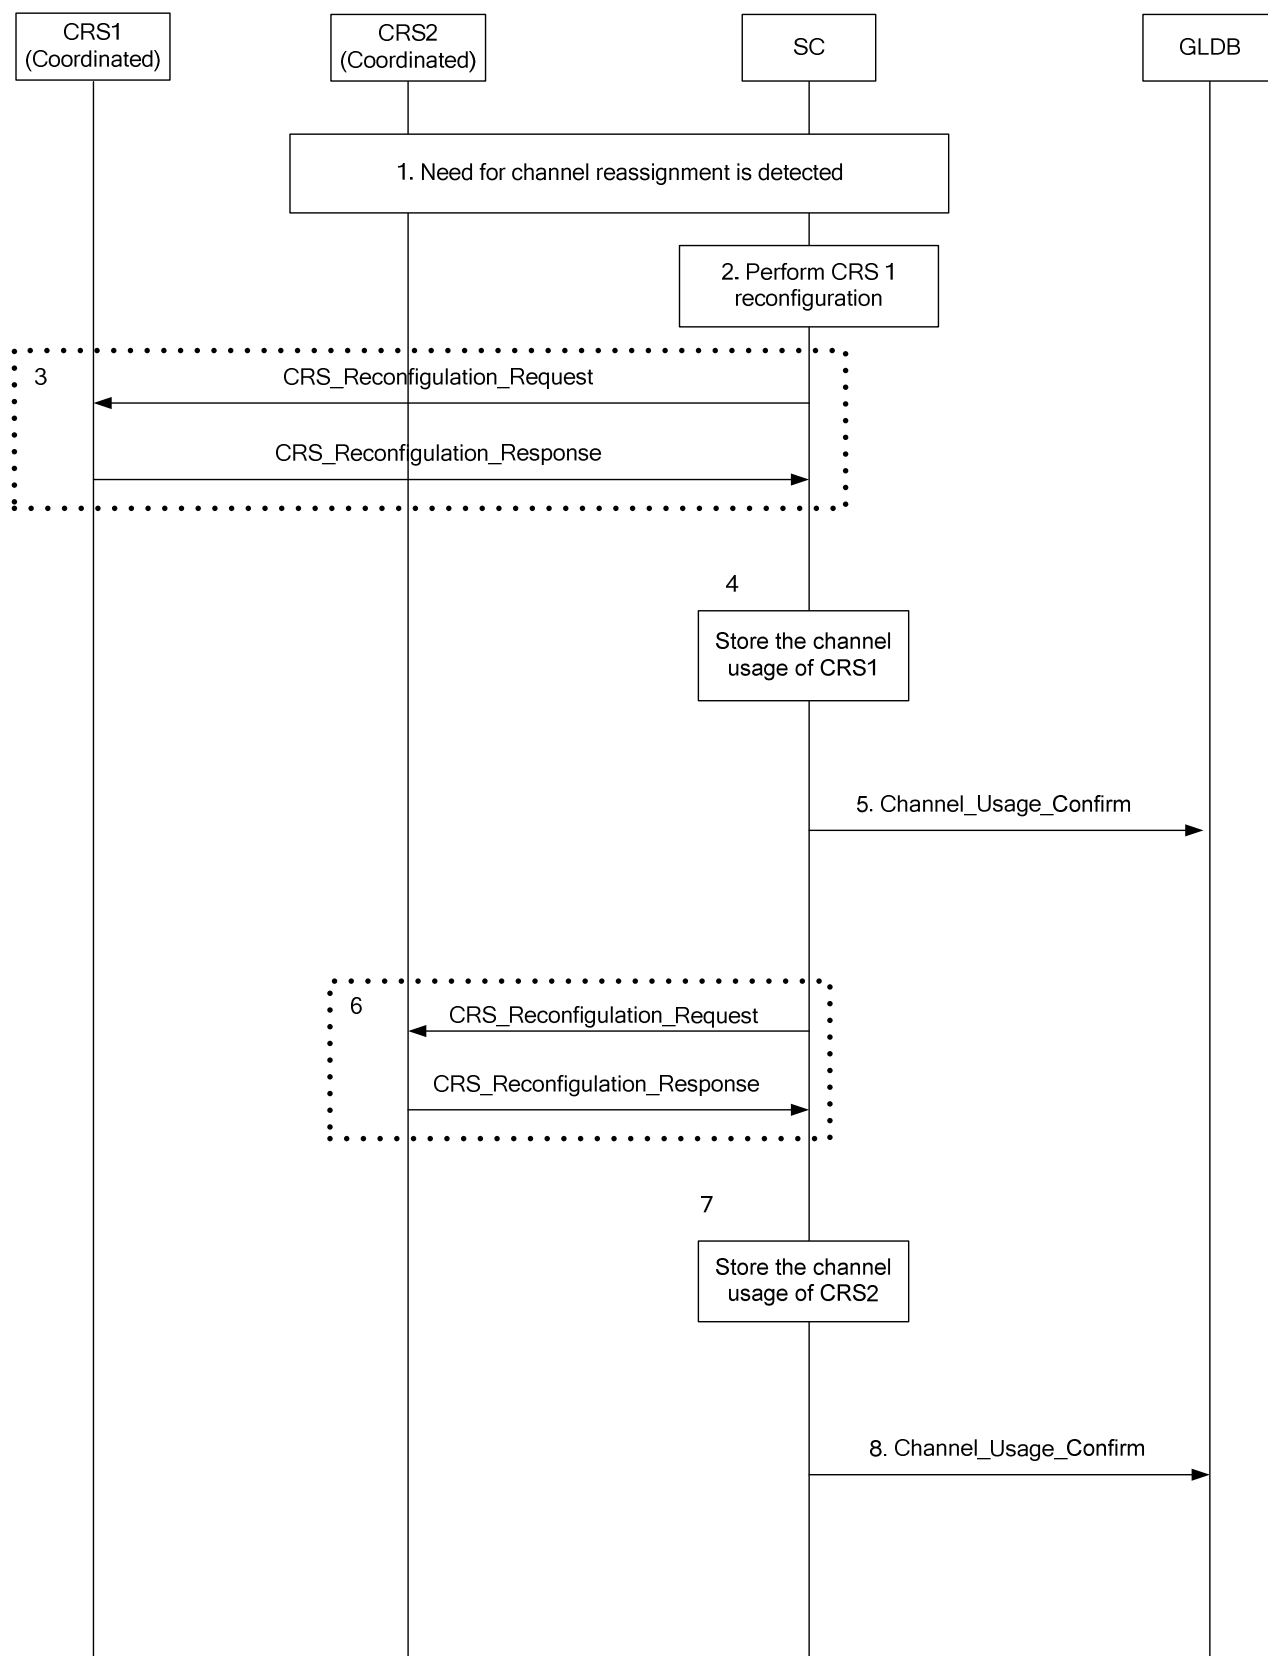 CRS1
(Coordinated)
CRS2
(Coordinated)
SC
GLDB
1. Need for channel reassignment is detected
2. Perform CRS 1
reconfiguration
3
CRS_Reconfigulation_Request
CRS_Reconfigulation_Response
4
Store the channel
usage of CRS1
5. Channel_Usage_Confirm
6
CRS_Reconfigulation_Request
CRS_Reconfigulation_Response
7
Store the channel
usage of CRS2
8. Channel_Usage_Confirm